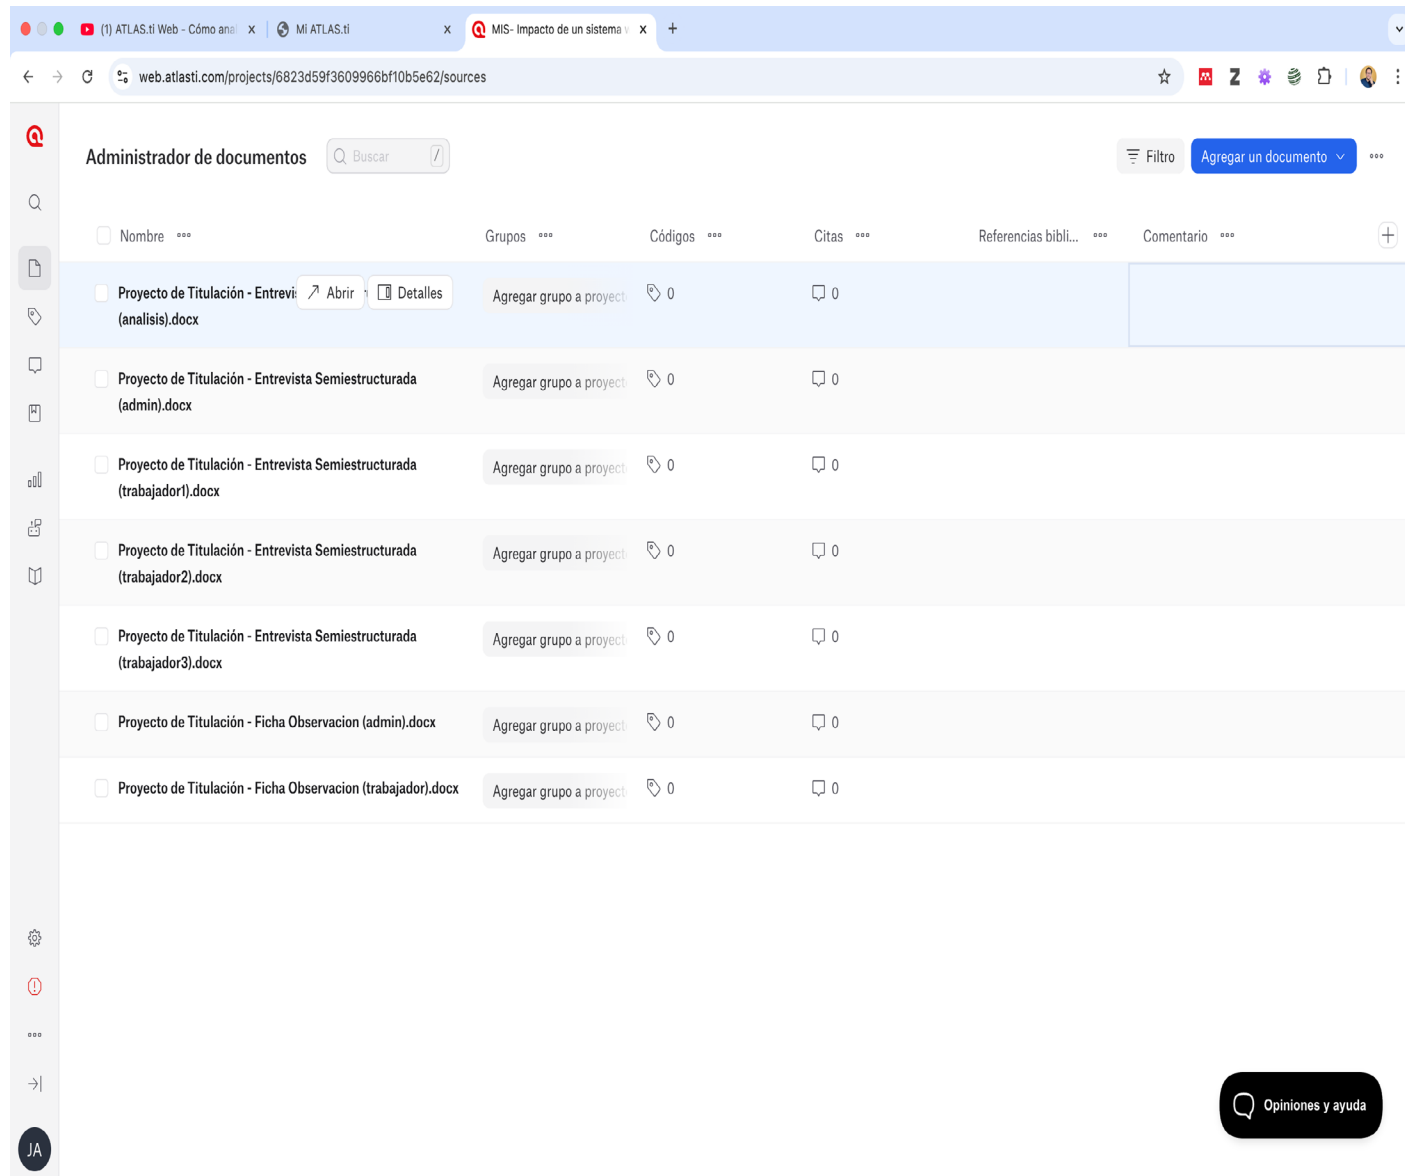 (1) ATLAS.ti Web - Cómo ana x
Mi ATLAS.ti x
MIS- Impacto de un sistema x +
web.atlasti.com/projects/6823d59f3609966bf10b5e62/sources
Administrador de documentos
Buscar /
Filtro
Agregar un documento
Nombre Grupos Códigos Citas Referencias bibli... Comentario
Proyecto de Titulación - Entrevi Abrir Detalles
(analisis).docx
Agregar grupo a proyect 0 0
Proyecto de Titulación - Entrevista Semiestructurada
(admin).docx
Agregar grupo a proyect 0 0
Proyecto de Titulación - Entrevista Semiestructurada
(trabajador1).docx
Agregar grupo a proyect 0 0
Proyecto de Titulación - Entrevista Semiestructurada
(trabajador2).docx
Agregar grupo a proyect 0 0
Proyecto de Titulación - Entrevista Semiestructurada
(trabajador3).docx
Agregar grupo a proyect 0 0
Proyecto de Titulación - Ficha Observacion (admin).docx
Agregar grupo a proyect 0 0
Proyecto de Titulación - Ficha Observacion (trabajador).docx
Agregar grupo a proyect 0 0
Opiniones y ayuda
JA